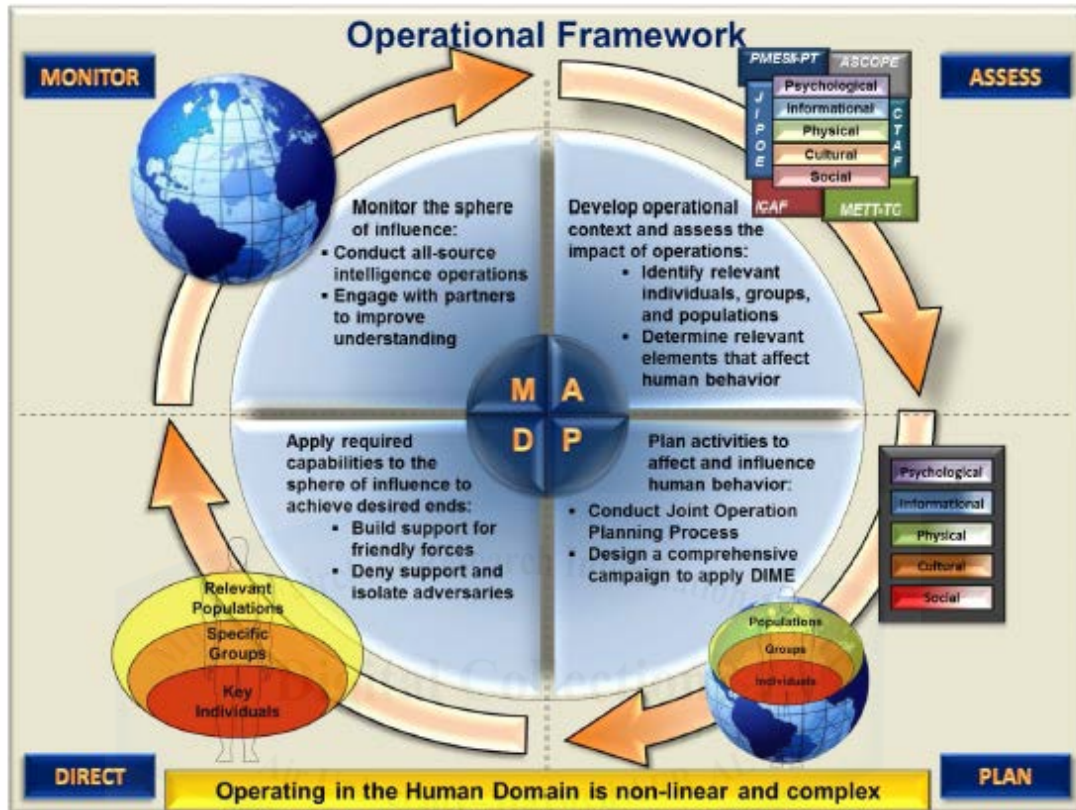 Operational Framework
MONITOR
ASSESS
PMESII-PT
ASCOPE
JIPOE
CTAF
Psychological
Informational
Physical
Cultural
Social
ICAF
METT-TC
Monitor the sphere
of influence:
▪ Conduct all-source
intelligence operations
▪ Engage with partners
to improve
understanding
Develop operational
context and assess the
impact of operations:
▪ Identify relevant
individuals, groups,
and populations
▪ Determine relevant
elements that affect
human behavior
M A
D P
Apply required
capabilities to the
sphere of influence to
achieve desired ends:
▪ Build support for
friendly forces
▪ Deny support and
isolate adversaries
Plan activities to
affect and influence
human behavior:
▪ Conduct Joint Operation
Planning Process
▪ Design a comprehensive
campaign to apply DIME
Psychological
Informational
Physical
Cultural
Social
Relevant
Populations
Specific
Groups
Key
Individuals
Populations
Groups
Individuals
Digital Collection
DIRECT
Operating in the Human Domain is non-linear and complex
PLAN